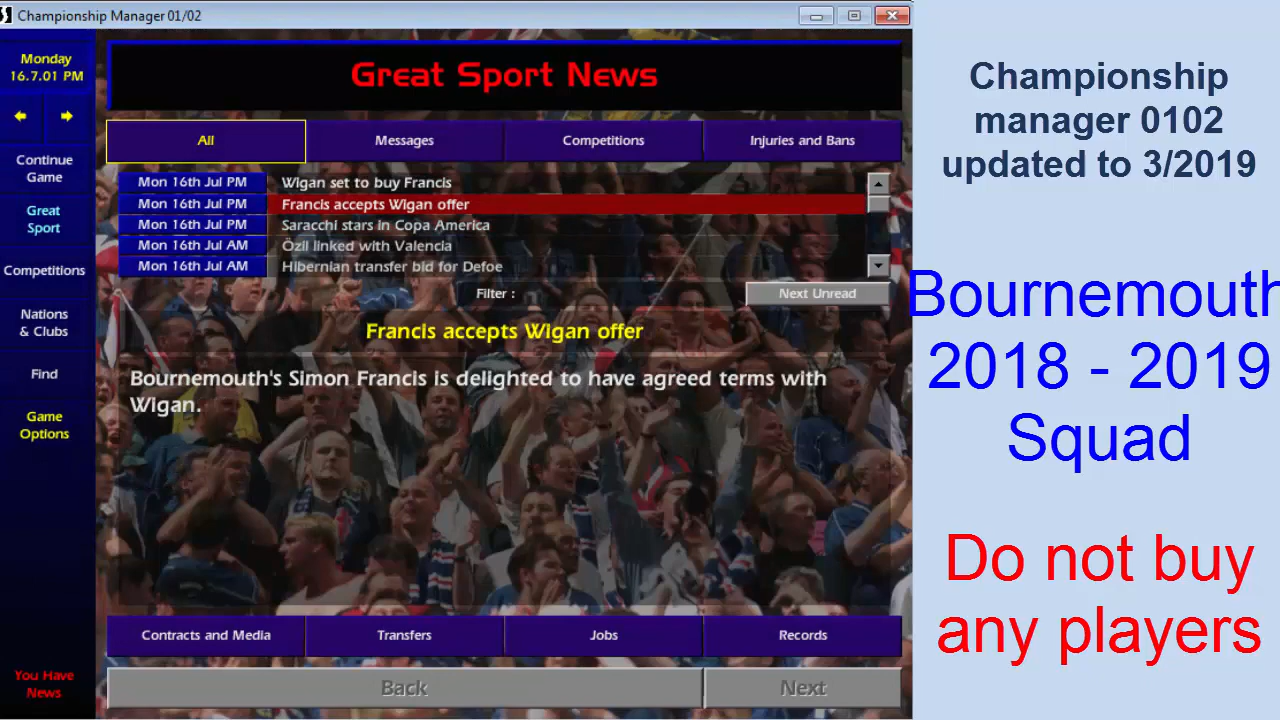 Championship Manager 01/02
Monday
16.7.01 PM
Continue
Game
Great
Sport
Competitions
Nations
& Clubs
Find
Game
Options
You Have
News
Great Sport News
All
Messages
Competitions
Injuries and Bans
Mon 16th Jul PM Wigan set to buy Francis
Mon 16th Jul PM Francis accepts Wigan offer
Mon 16th Jul PM Saracchi stars in Copa America
Mon 16th Jul AM Özil linked with Valencia
Mon 16th Jul AM Hibernian transfer bid for Defoe
Filter :
Next Unread
Francis accepts Wigan offer
Bournemouth's Simon Francis is delighted to have agreed terms with
Wigan.
Contracts and Media
Transfers
Jobs
Records
Back
Next
Championship
manager 0102
updated to 3/2019
Bournemouth
2018 - 2019
Squad
Do not buy
any players